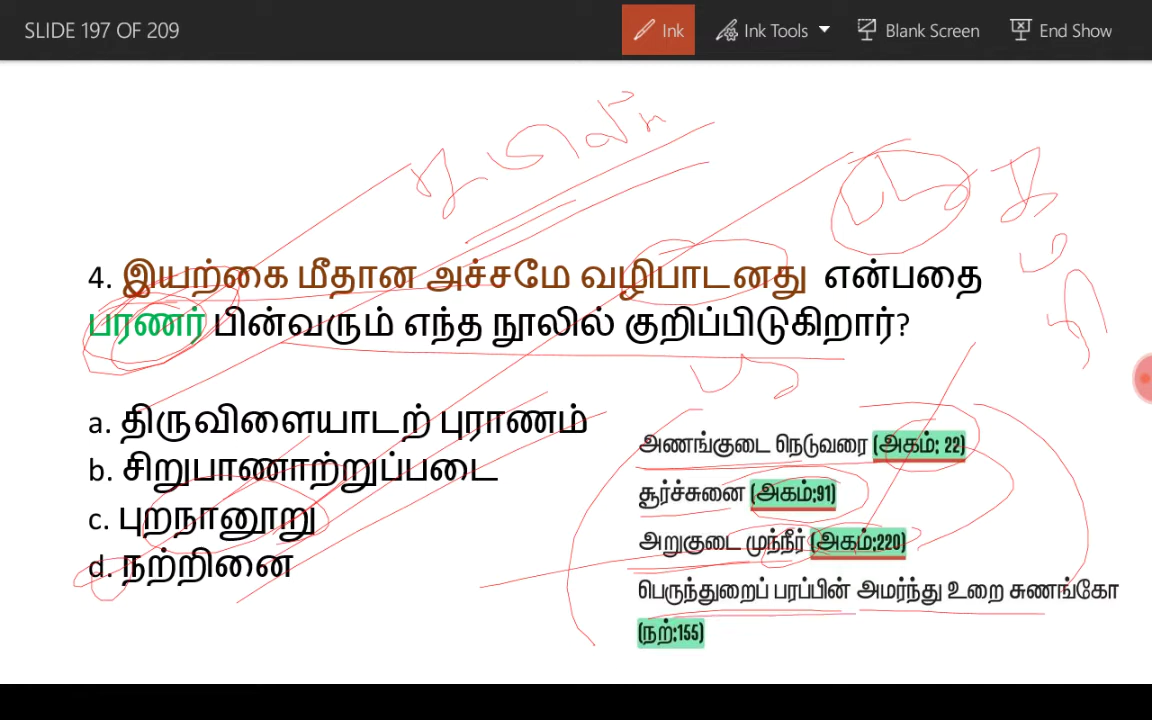 SLIDE 197 OF 209
Ink Ink Tools Blank Screen End Show
4. இயற்கை மீதான அச்சமே வழிபாடனது என்பதை
பரணர் பின்வரும் எந்த நூலில் குறிப்பிடுகிறார்?
a. திருவிளையாடற் புராணம்
b. சிறுபாணாற்றுப்படை
c. புறநானூறு
d. நற்றினை
அணங்குடை நெடுவரை (அகம்: 22)
சூர்ச்சுனை (அகம்:91)
அறுகுடை முந்நீர் (அகம்:220)
பெருந்துறைப் பரப்பின் அமர்ந்து உறை சுணங்கோ
(நற்:155)